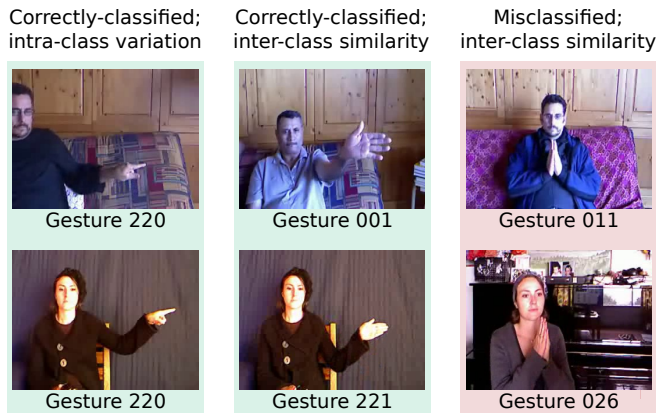 Correctly-classified;
intra-class variation
Correctly-classified;
inter-class similarity
Misclassified;
inter-class similarity
Gesture 220
Gesture 001
Gesture 011
Gesture 220
Gesture 221
Gesture 026